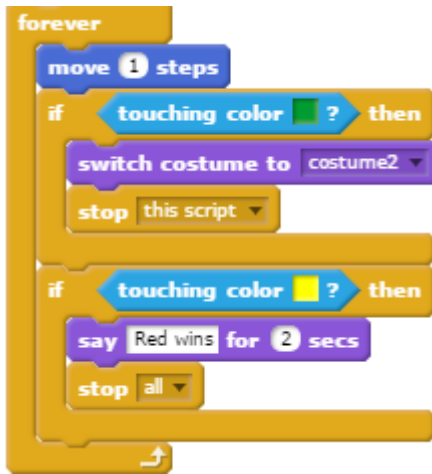 forever
move 1 steps
if touching color ? then
switch costume to costume2
stop this script
if touching color ? then
say Red wins for 2 secs
stop all